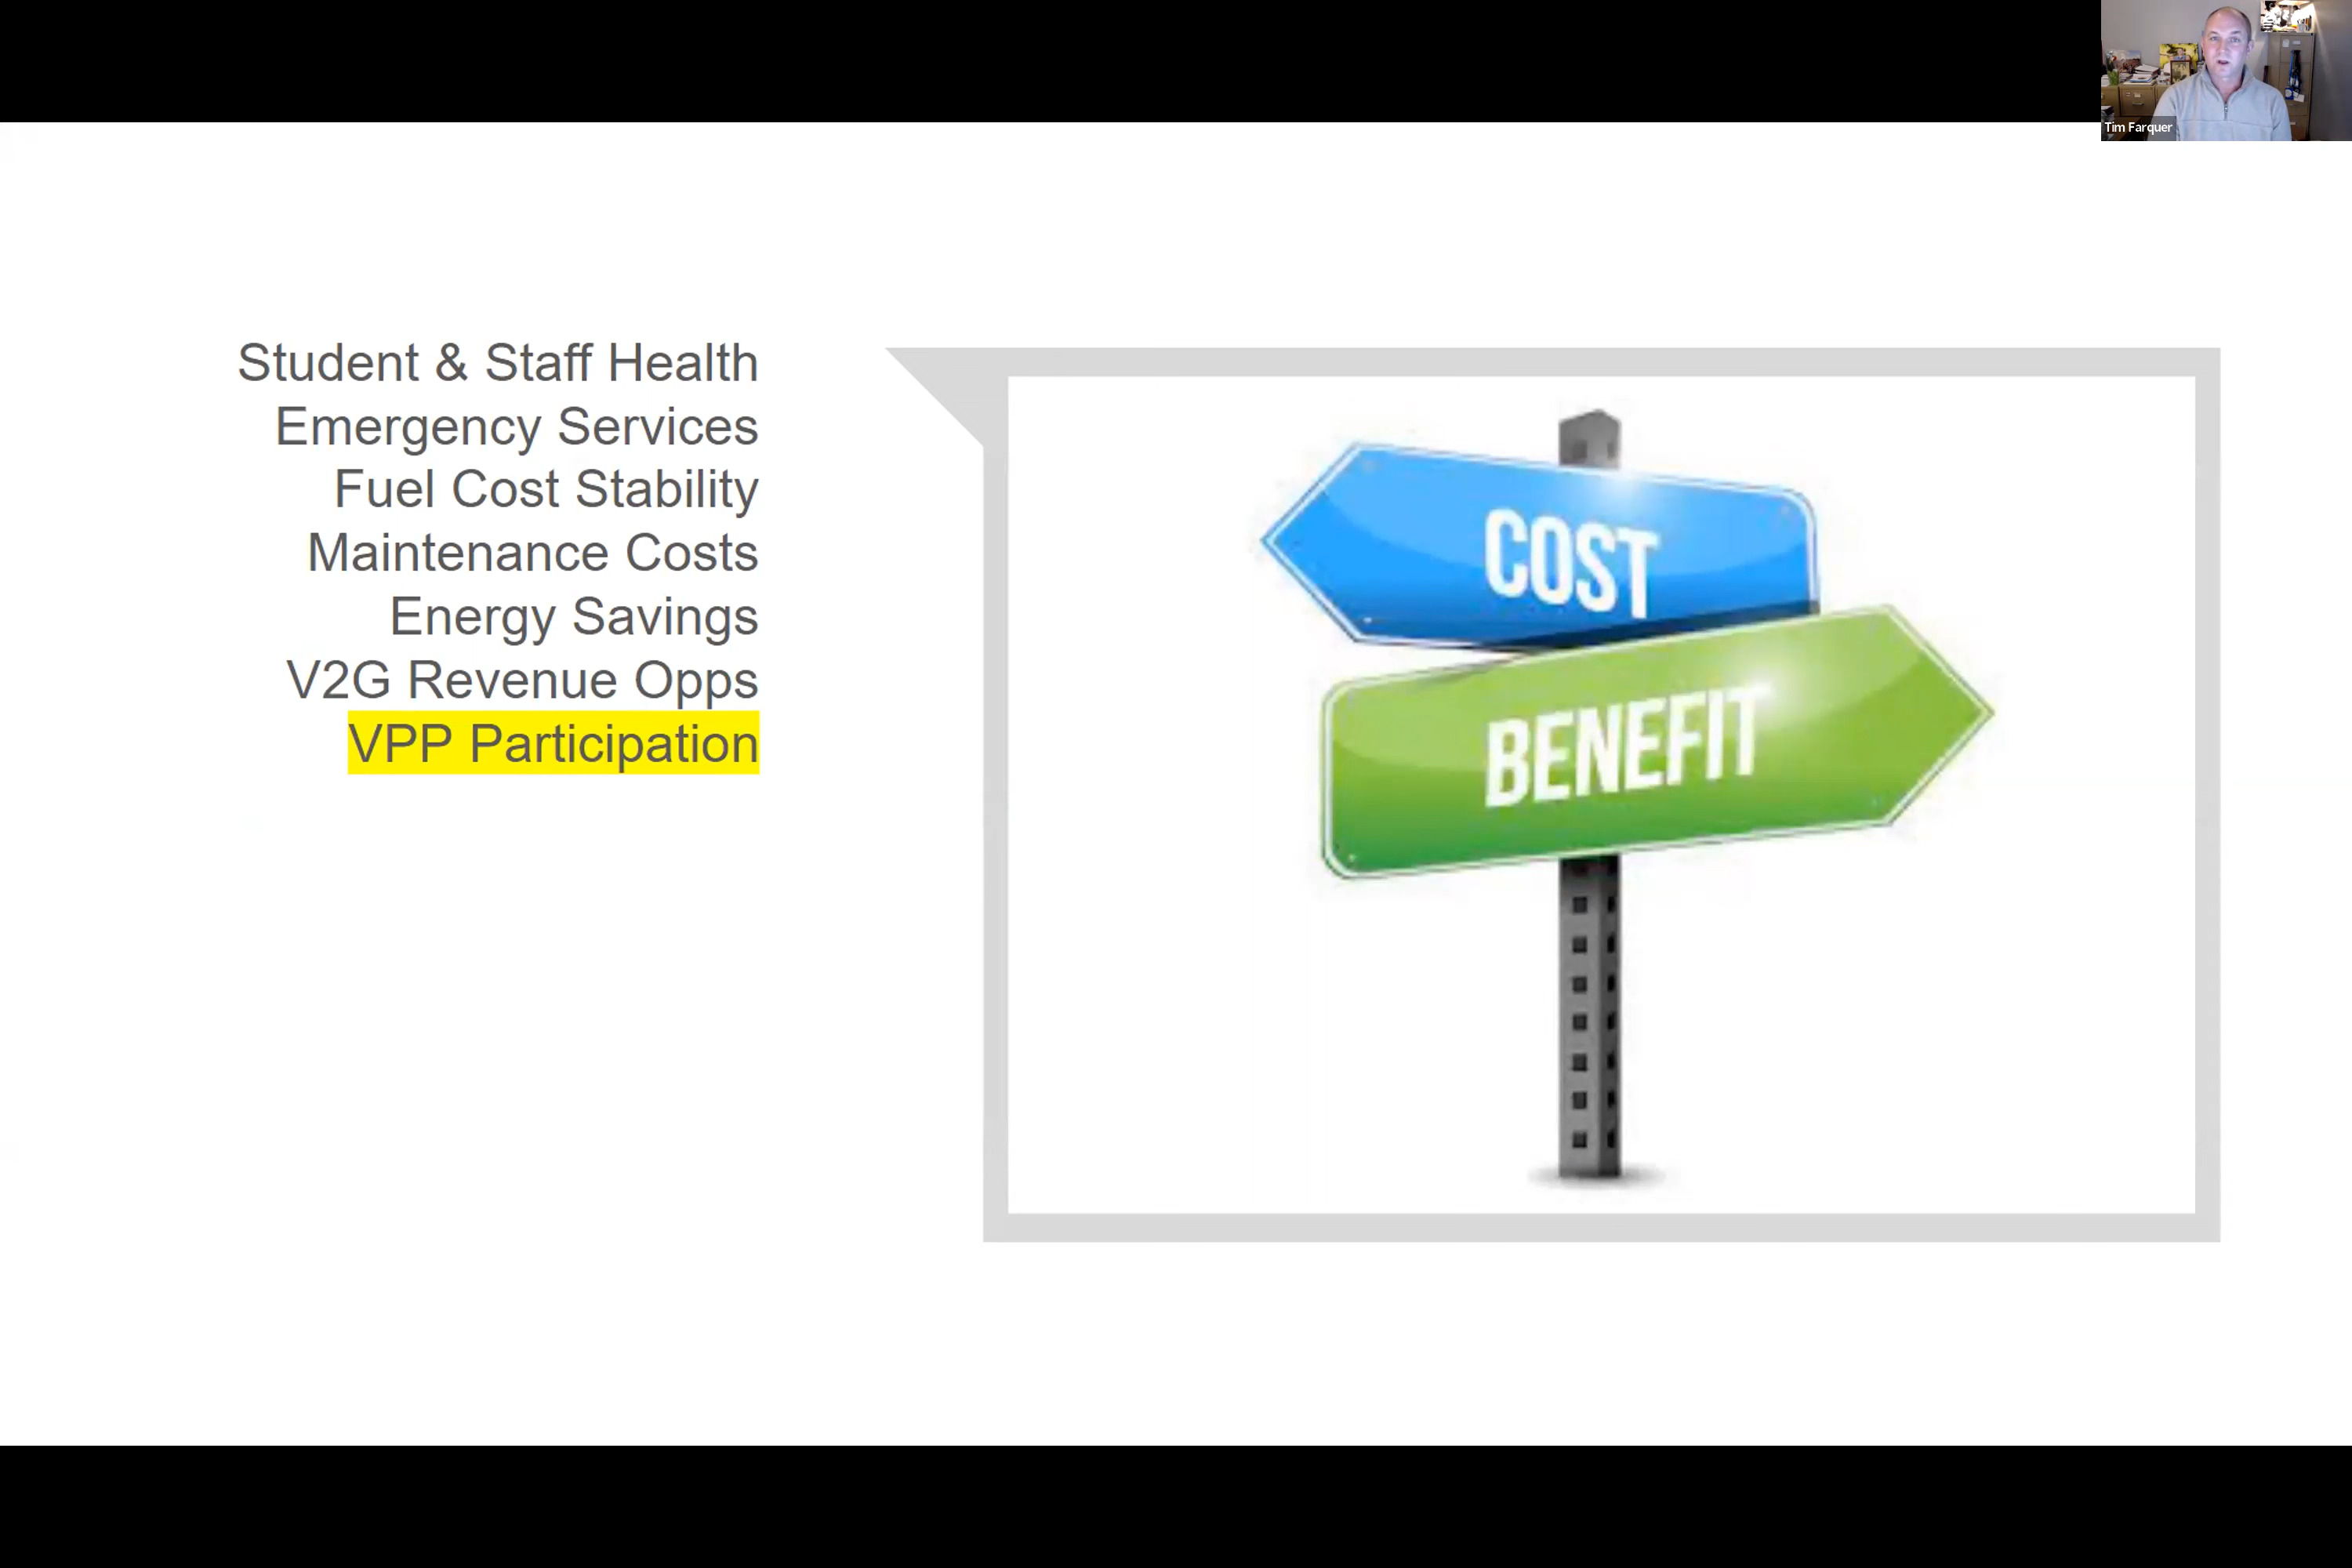 Tim Farquer
Student & Staff Health
Emergency Services
Fuel Cost Stability
Maintenance Costs
Energy Savings
V2G Revenue Opps
VPP Participation
COST
BENEFIT